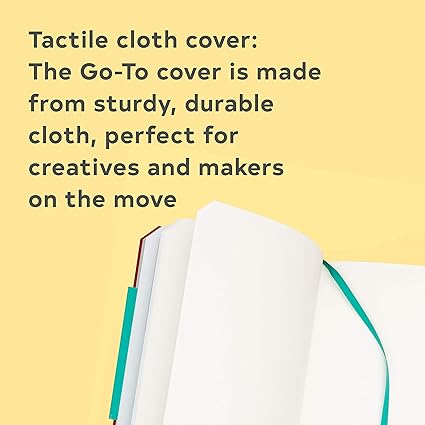 Tactile cloth cover:
The Go-To cover is made
from sturdy, durable
cloth, perfect for
creatives and makers
on the move